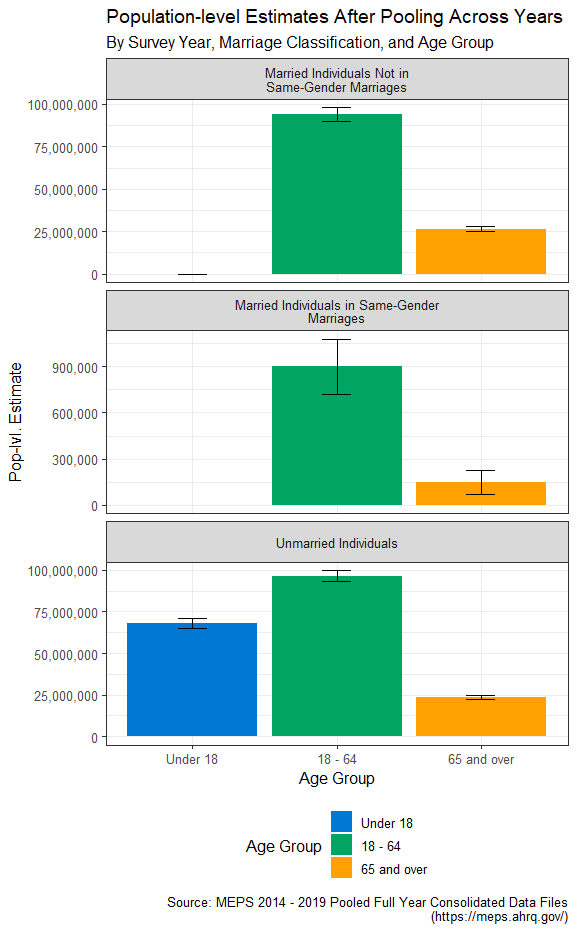 Population-level Estimates After Pooling Across Years
By Survey Year, Marriage Classification, and Age Group
Married Individuals Not in
Same-Gender Marriages
100,000,000
75,000,000
50,000,000
25,000,000
0
Married Individuals in Same-Gender
Marriages
900,000
600,000
300,000
0
Pop-lvl. Estimate
Unmarried Individuals
100,000,000
75,000,000
50,000,000
25,000,000
0
Under 18
18 - 64
65 and over
Age Group
Age Group
Under 18
18 - 64
65 and over
Source: MEPS 2014 - 2019 Pooled Full Year Consolidated Data Files
(https://meps.ahrq.gov/)